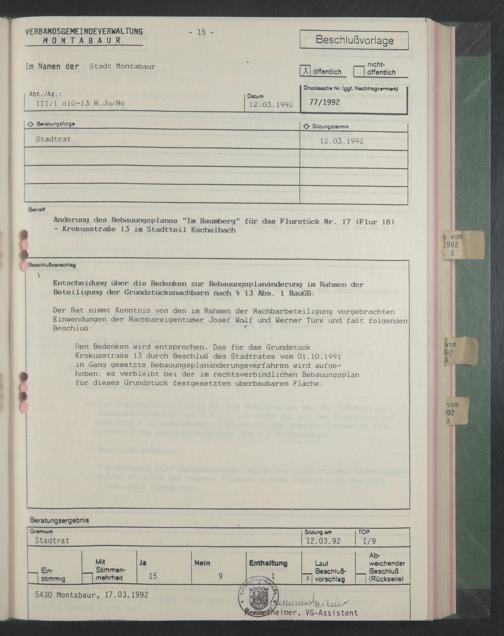 VERBANDSGEMEINDEVERWALTUNG
MONTABAUR
- 15 -
Beschlußvorlage
Im Namen der Stadt Montabaur
X öffentlich
nicht-
öffentlich
Abt./Az.:
III/1 610-13 H.Ju/No
Datum
12.03.1992
Drucksache Nr. (ggf. Nachtragsvermerk)
77/1992
Beratungsfolge
Sitzungstermin
Stadtrat
12.03.1992
Betreff
Änderung des Bebauungsplanes "Im Baumberg" für das Flurstück Nr. 17 (Flur 18)
- Krokusstraße 13 im Stadtteil Eschelbach
Beschlußvorschlag
Entscheidung über die Bedenken zur Bebauungsplanänderung im Rahmen der
Beteiligung der Grundstücksnachbarn nach § 13 Abs. 1 BauGB:
Der Rat nimmt Kenntnis von den im Rahmen der Nachbarbeteiligung vorgebrachten
Einwendungen der Nachbareigentümer Josef Wolf und Werner Türk und faßt folgenden
Beschluß:
Den Bedenken wird entsprochen. Das für das Grundstück
Krokusstraße 13 durch Beschluß des Stadtrates vom 01.10.1991
in Gang gesetzte Bebauungsplanänderungsverfahren wird aufge-
hoben; es verbleibt bei der im rechtsverbindlichen Bebauungsplan
für dieses Grundstück festgesetzten überbaubaren Fläche.
Beratungsergebnis
Gremium
Stadtrat
Sitzung am
12.03.92
TOP
I/9
Ein-
stimmig
Mit
Stimmen-
mehrheit
Ja
15
Nein
9
Enthaltung
1
X
Laut
Beschluß-
vorschlag
Ab-
weichender
Beschluß
(Rückseite)
5430 Montabaur, 17.03.1992
VG-Assistent
vom
1992
X
vom
92
X